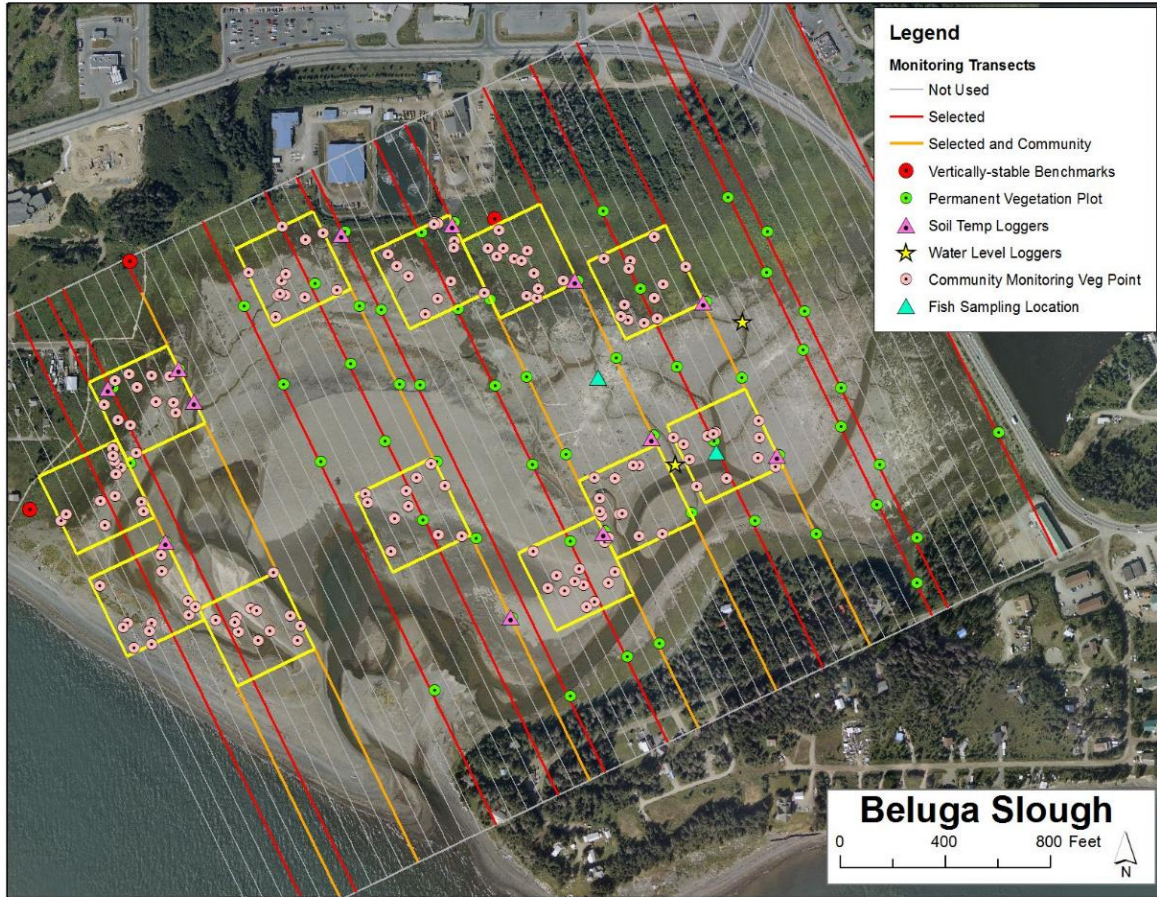 Legend
Monitoring Transects
Not Used
Selected
Selected and Community
Vertically-stable Benchmarks
Permanent Vegetation Plot
Soil Temp Loggers
Water Level Loggers
Community Monitoring Veg Point
Fish Sampling Location
Beluga Slough
0 400 800 Feet
N